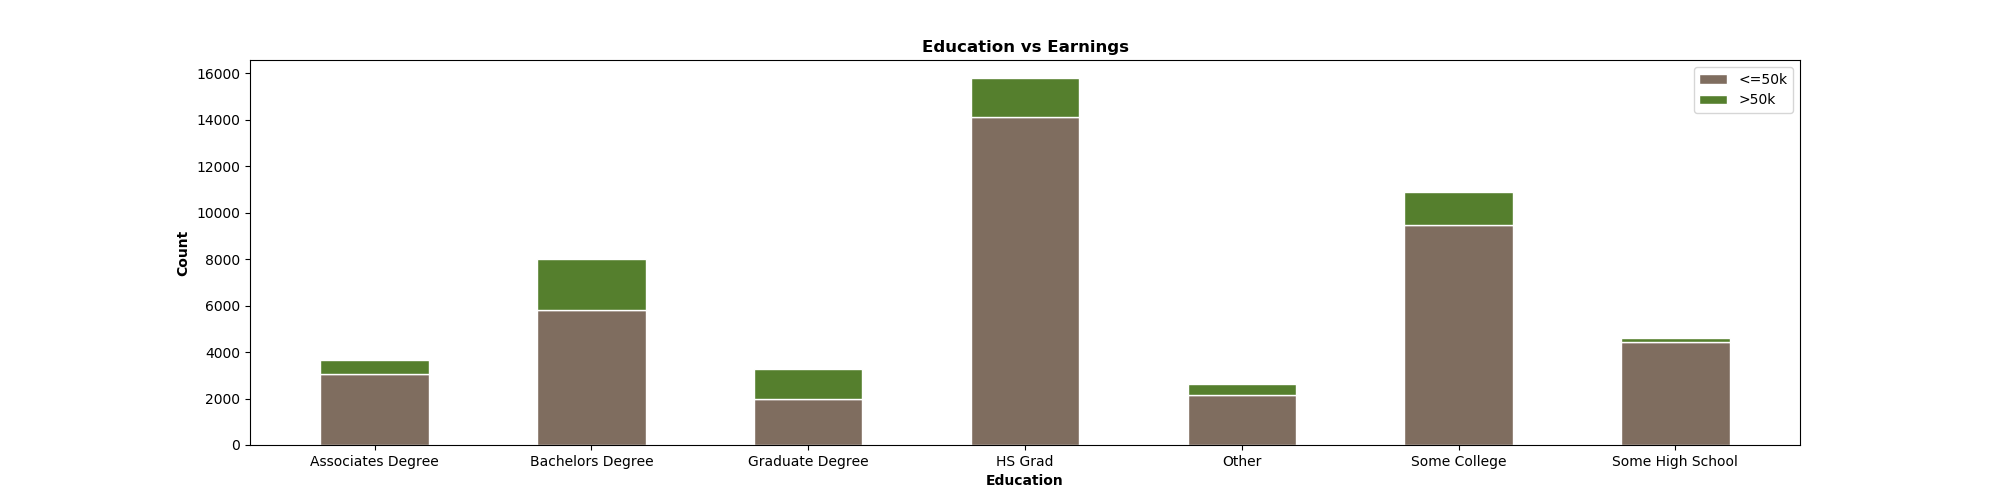 Education vs Earnings
<=50k
>50k
16000
14000
12000
10000
8000
6000
4000
2000
0
Count
Associates Degree Bachelors Degree Graduate Degree HS Grad Other Some College Some High School
Education